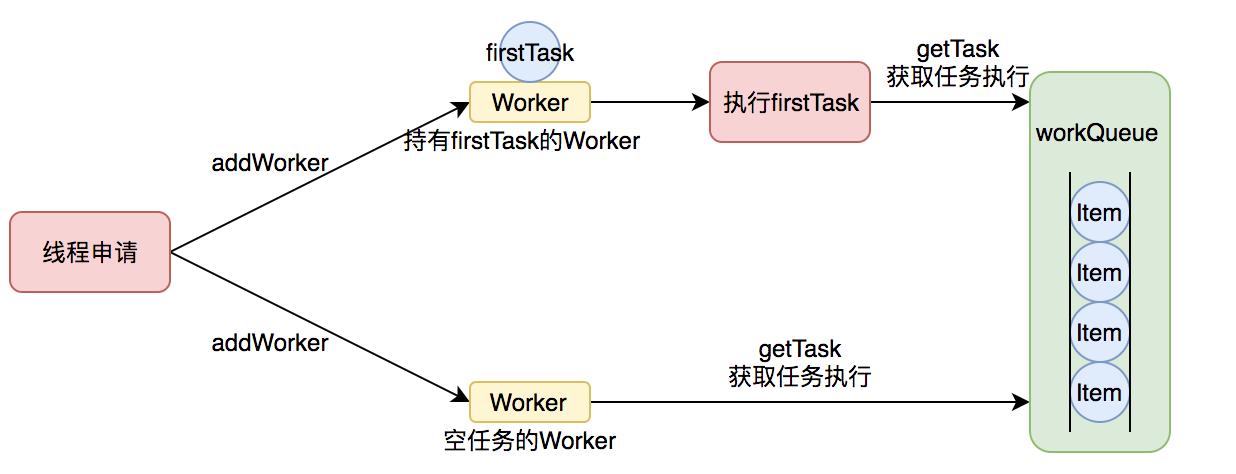 firstTask
Worker
持有firstTask的Worker
执行firstTask
getTask
获取任务执行
workQueue
addWorker
线程申请
Item
Item
Item
Item
addWorker
getTask
获取任务执行
Worker
空任务的Worker